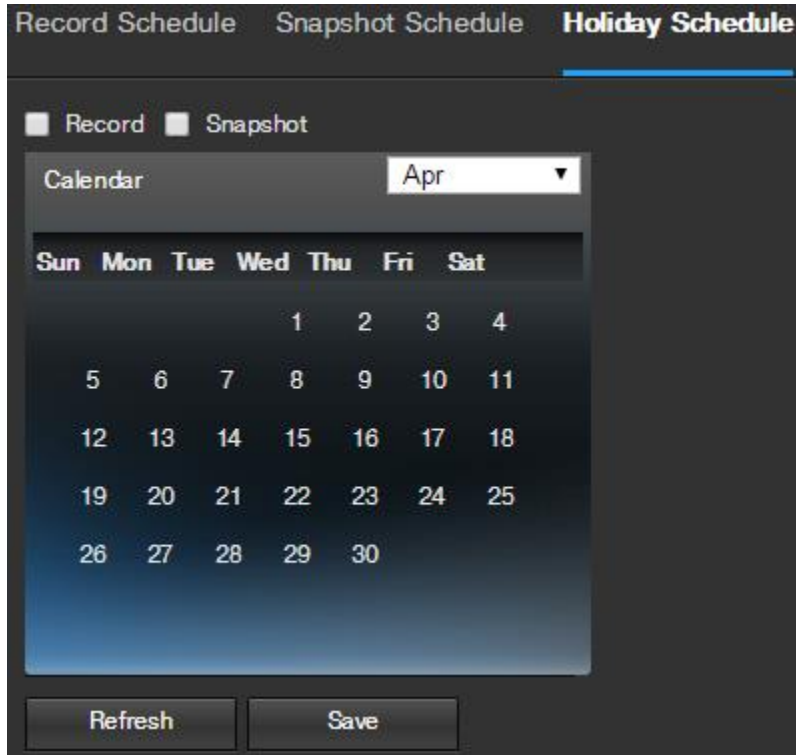 Record Schedule Snapshot Schedule Holiday Schedule
Record Snapshot
Calendar Apr
Sun Mon Tue Wed Thu Fri Sat
1 2 3 4
5 6 7 8 9 10 11
12 13 14 15 16 17 18
19 20 21 22 23 24 25
26 27 28 29 30
Refresh Save